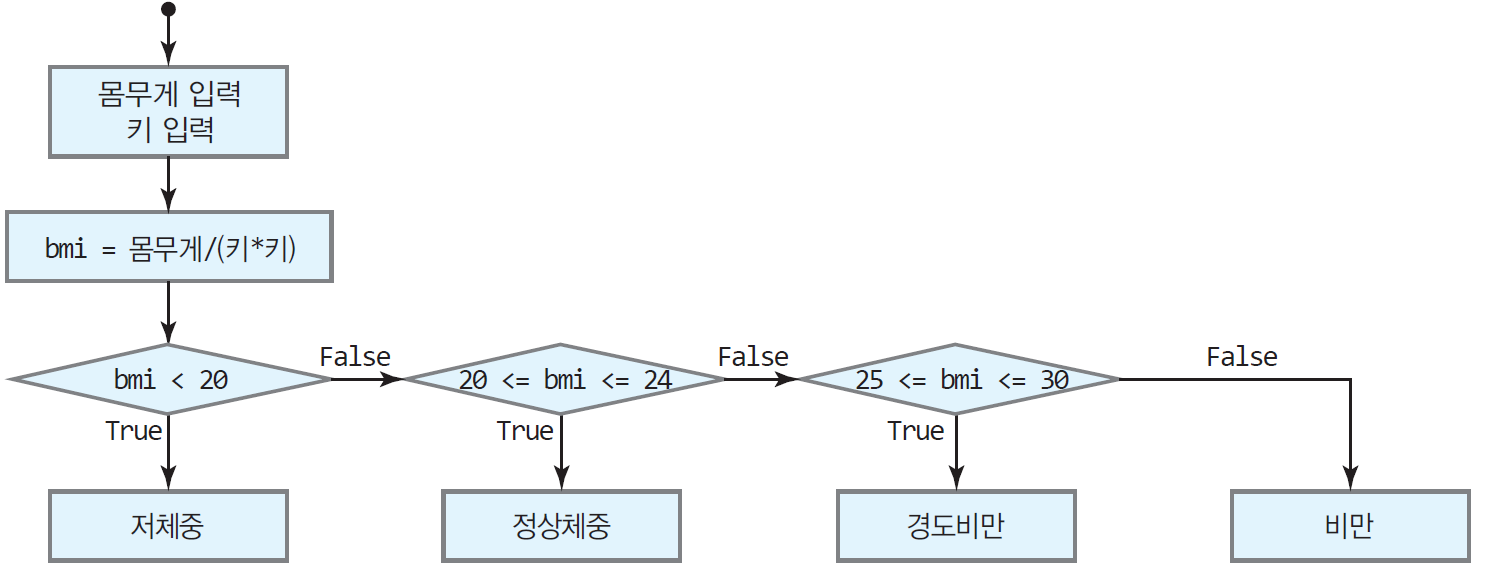 몸무게 입력
키 입력
bmi = 몸무게/(키*키)
bmi < 20
False
20 <= bmi <= 24
False
25 <= bmi <= 30
False
True
True
True
저체중
정상체중
경도비만
비만